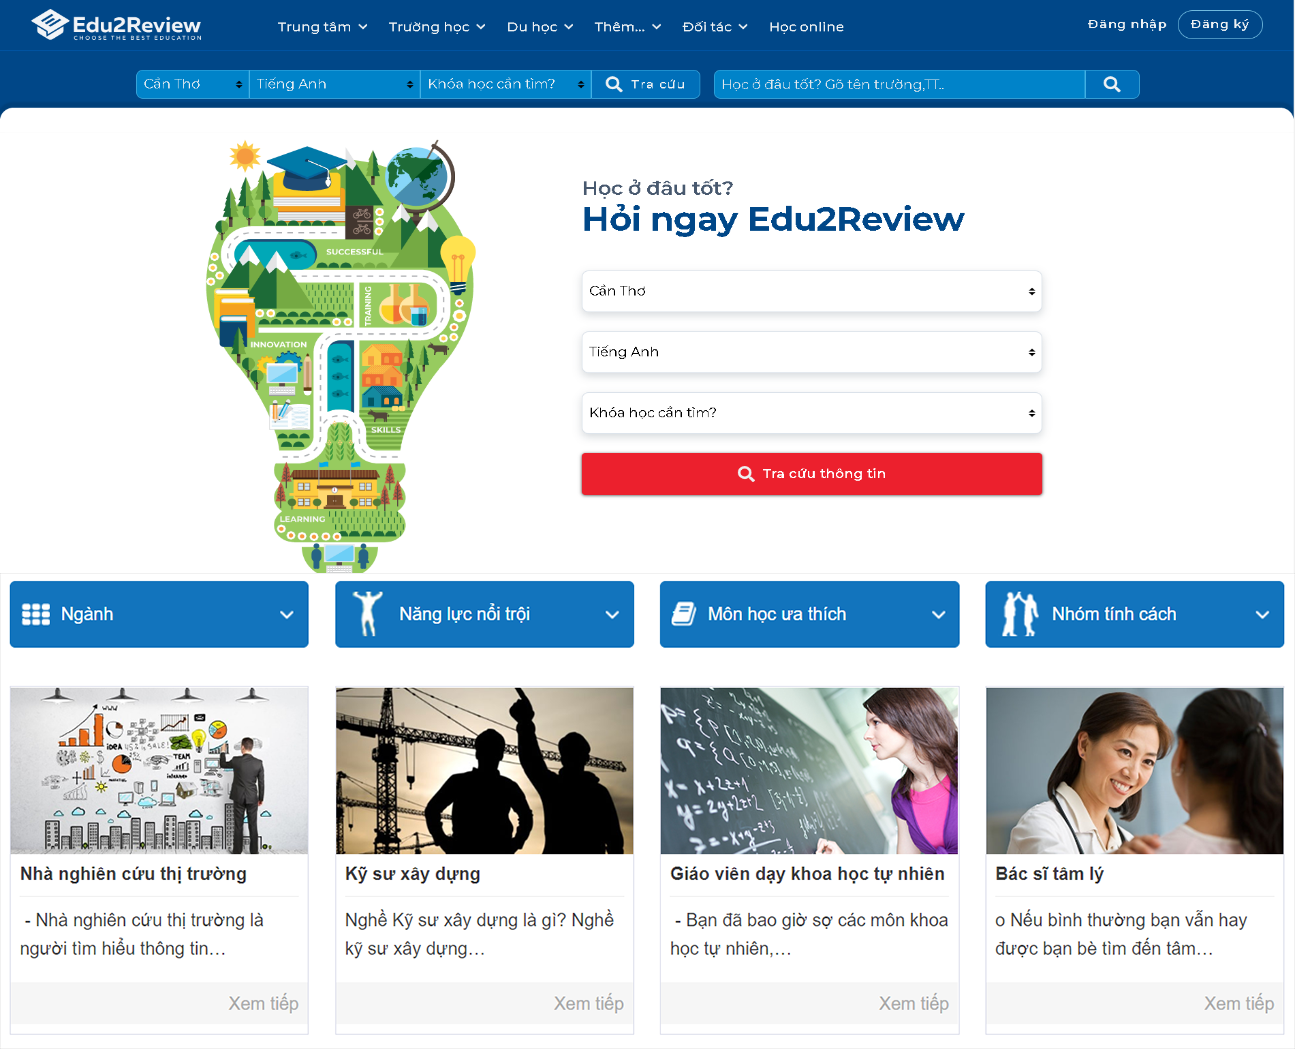 Edu2Review
CHOOSE THE BEST EDUCATION
Trung tâm
Trường học
Du học
Thêm...
Đối tác
Học online
Đăng nhập
Đăng ký
Cần Thơ
Tiếng Anh
Khóa học cần tìm?
Tra cứu
Học ở đâu tốt? Gõ tên trường,TT..
Học ở đâu tốt?
Hỏi ngay Edu2Review
SUCCESSFUL
TRAINING
INNOVATION
SKILLS
LEARNING
Cần Thơ
Tiếng Anh
Khóa học cần tìm?
Tra cứu thông tin
Ngành
Năng lực nổi trội
Môn học ưa thích
Nhóm tính cách
Nhà nghiên cứu thị trường
- Nhà nghiên cứu thị trường là
người tìm hiểu thông tin…
Xem tiếp
Kỹ sư xây dựng
Nghề Kỹ sư xây dựng là gì? Nghề
kỹ sư xây dựng…
Xem tiếp
Giáo viên dạy khoa học tự nhiên
- Bạn đã bao giờ sợ các môn khoa
học tự nhiên,…
Xem tiếp
Bác sĩ tâm lý
o Nếu bình thường bạn vẫn hay
được bạn bè tìm đến tâm…
Xem tiếp